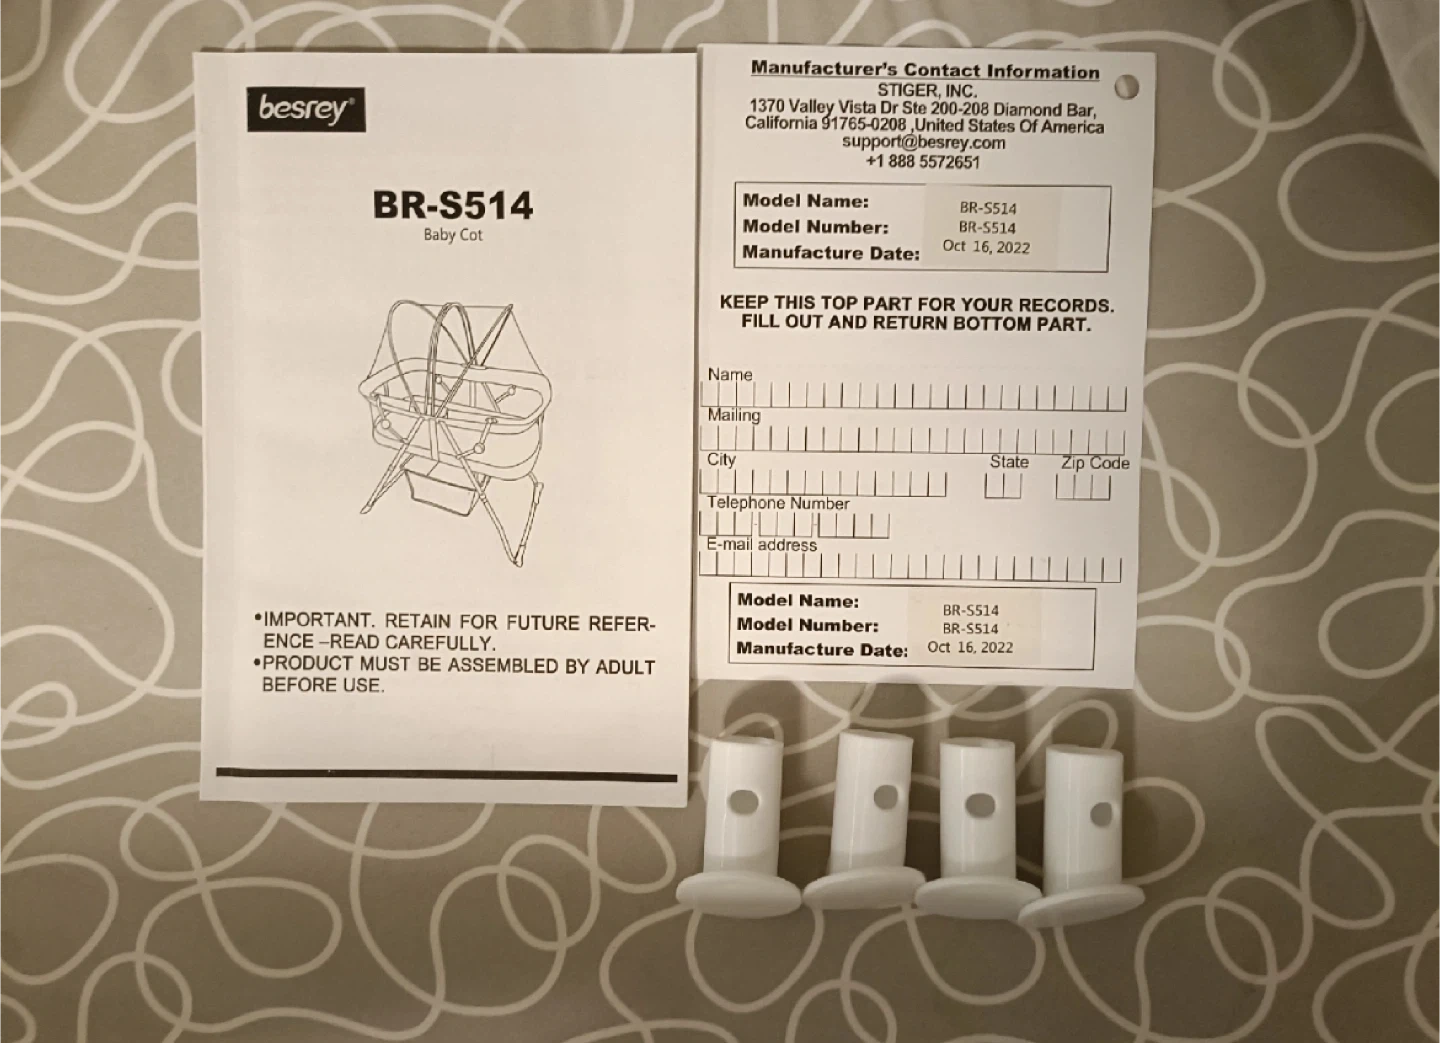 besrey®
BR-S514
Baby Cot
•IMPORTANT. RETAIN FOR FUTURE REFER-
ENCE –READ CAREFULLY.
•PRODUCT MUST BE ASSEMBLED BY ADULT
BEFORE USE.
Manufacturer's Contact Information
STIGER, INC.
1370 Valley Vista Dr Ste 200-208 Diamond Bar,
California 91765-0208 ,United States Of America
support@besrey.com
+1 888 5572651
Model Name: BR-S514
Model Number: BR-S514
Manufacture Date: Oct 16, 2022
KEEP THIS TOP PART FOR YOUR RECORDS.
FILL OUT AND RETURN BOTTOM PART.
Name
Mailing
City State Zip Code
Telephone Number
E-mail address
Model Name: BR-S514
Model Number: BR-S514
Manufacture Date: Oct 16, 2022